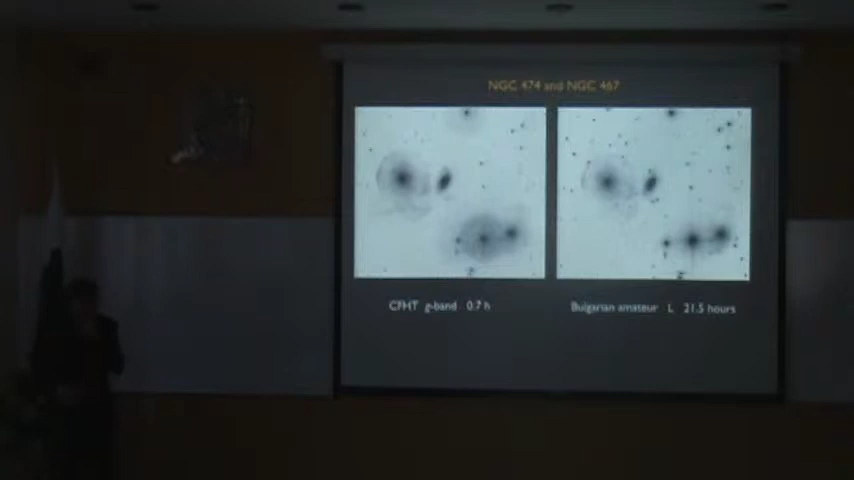 NGC 474 and NGC 467
CFHT g-band 0.7 h
Bulgarian amateur L 21.5 hours